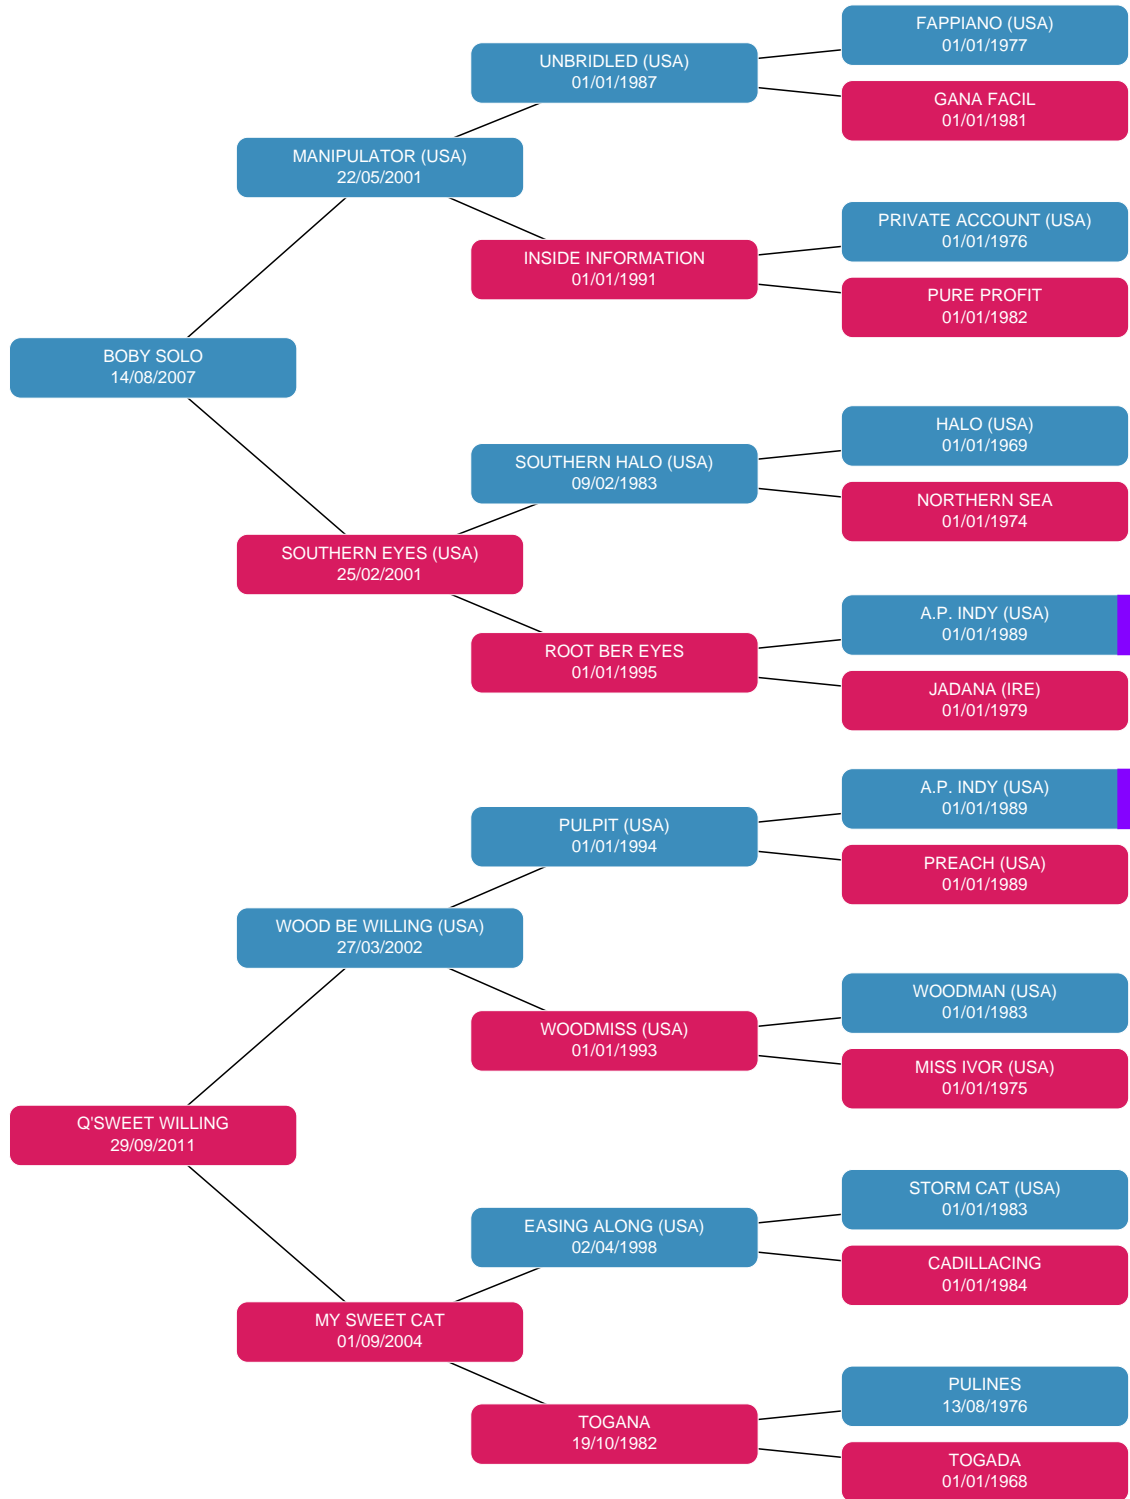 FAPPIANO (USA)
01/01/1977
UNBRIDLED (USA)
01/01/1987
GANA FACIL
01/01/1981
MANIPULATOR (USA)
22/05/2001
PRIVATE ACCOUNT (USA)
01/01/1976
INSIDE INFORMATION
01/01/1991
PURE PROFIT
01/01/1982
BOBY SOLO
14/08/2007
HALO (USA)
01/01/1969
SOUTHERN HALO (USA)
09/02/1983
NORTHERN SEA
01/01/1974
SOUTHERN EYES (USA)
25/02/2001
A.P. INDY (USA)
01/01/1989
ROOT BER EYES
01/01/1995
JADANA (IRE)
01/01/1979
A.P. INDY (USA)
01/01/1989
PULPIT (USA)
01/01/1994
PREACH (USA)
01/01/1989
WOOD BE WILLING (USA)
27/03/2002
WOODMAN (USA)
01/01/1983
WOODMISS (USA)
01/01/1993
MISS IVOR (USA)
01/01/1975
Q'SWEET WILLING
29/09/2011
STORM CAT (USA)
01/01/1983
EASING ALONG (USA)
02/04/1998
CADILLACING
01/01/1984
MY SWEET CAT
01/09/2004
PULINES
13/08/1976
TOGANA
19/10/1982
TOGADA
01/01/1968